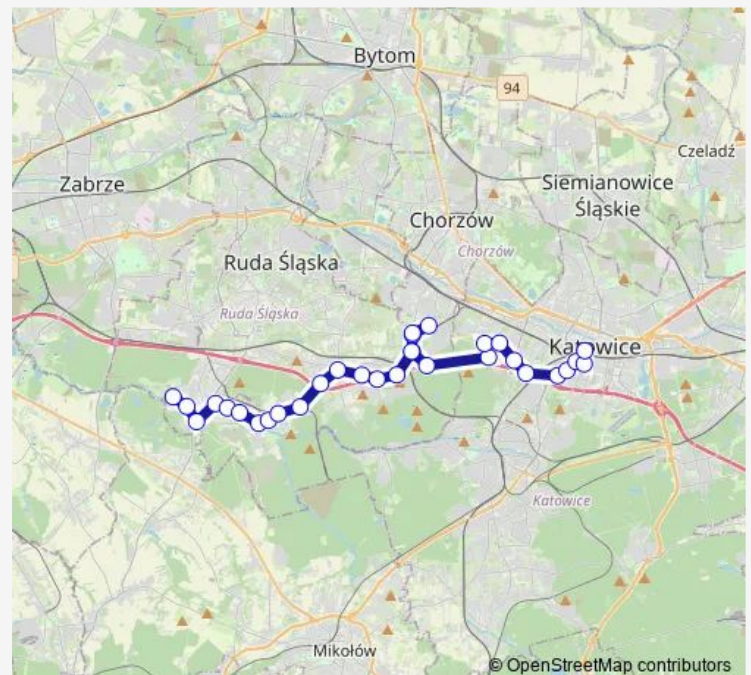 Bytom
94
Czeladź
Zabrze
Siemianowice
Śląskie
Chorzów
Chorzów
Ruda Śląska
Ruda Śląska
Katowice
Katowice
Mikołów
© OpenStreetMap contributors